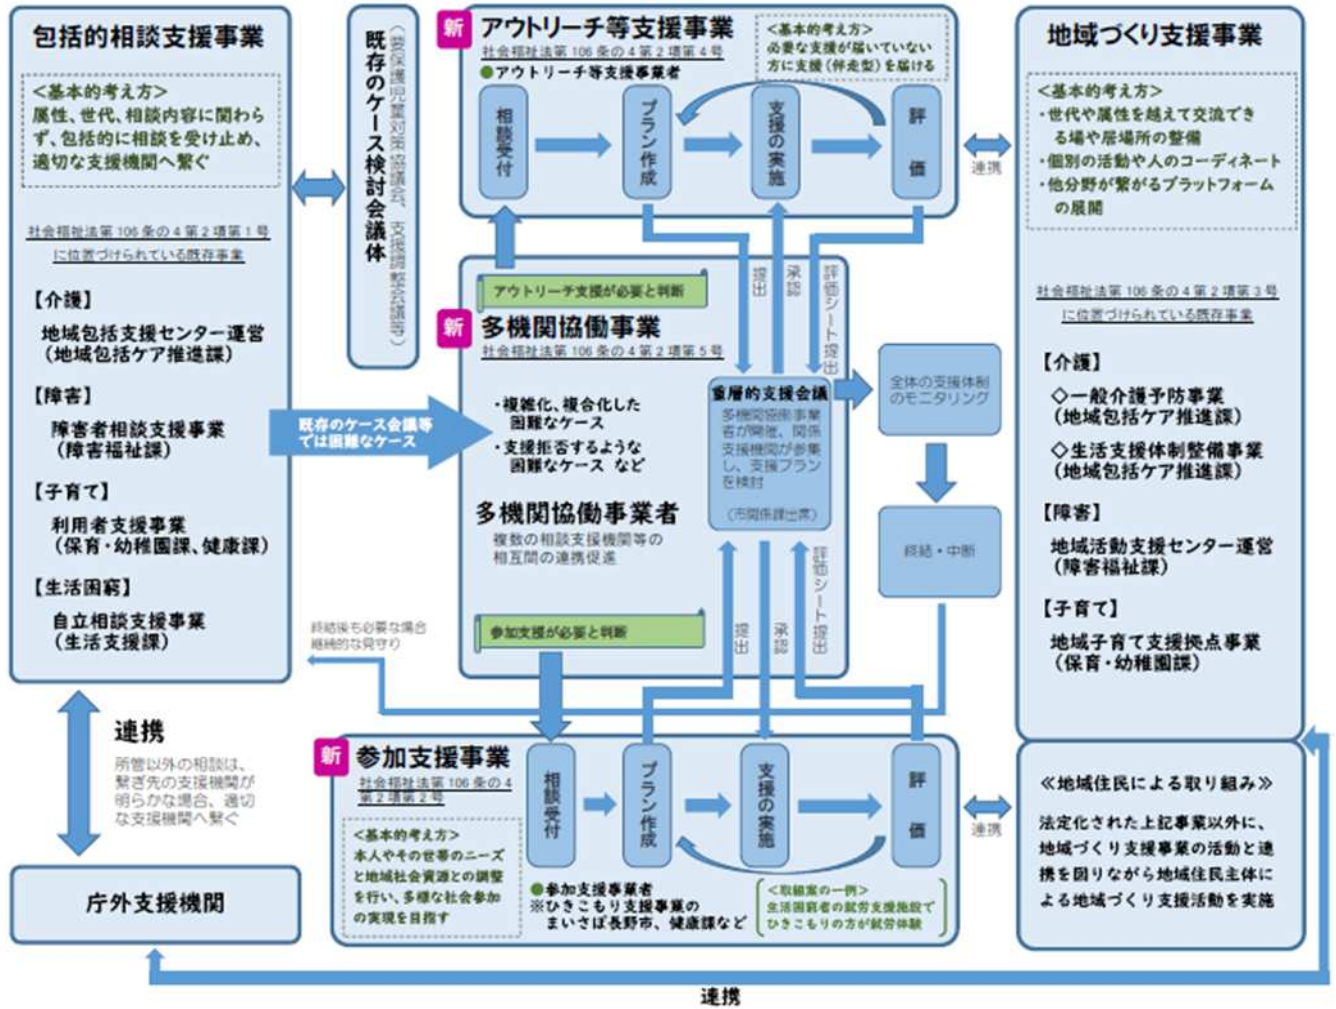 包括的相談支援事業
<基本的考え方>
属性、世代、相談内容に関わら
ず、包括的に相談を受け止め、
適切な支援機関へ繋ぐ
社会福祉法第106条の4第2項第1号
に位置づけられている既存事業
【介護】
地域包括支援センター運営
(地域包括ケア推進課)
【障害】
障害者相談支援事業
(障害福祉課)
【子育て】
利用者支援事業
(保育・幼稚園課、健康課)
【生活困窮】
自立相談支援事業
(生活支援課)
連携
所管以外の相談は、
繋ぎ先の支援機関が
明らかな場合、適切
な支援機関へ繋ぐ
庁外支援機関
既存のケース検討会議体
(要保護児童対策協議会、支援調整会議等)
既存のケース会議等
では困難なケース
新
アウトリーチ等支援事業
社会福祉法第106条の4第2項第4号
●アウトリーチ等支援事業者
<基本的考え方>
必要な支援が届いていない
方に支援(伴走型)を届ける
相談受付
プラン作成
支援の実施
評価
連携
提出
承認
評価シート提出
アウトリーチ支援が必要と判断
新
多機関協働事業
社会福祉法第106条の4第2項第5号
・複雑化、複合化した
困難なケース
・支援拒否するような
困難なケース など
多機関協働事業者
複数の相談支援機関等の
相互間の連携促進
参加支援が必要と判断
重層的支援会議
多機関協働事業
者が開催、関係
支援機関が参集
し、支援プラン
を検討
(市関係課出席)
全体の支援体制
のモニタリング
終結・中断
終結後も必要な場合
継続的な見守り
提出
承認
評価シート提出
新
参加支援事業
社会福祉法第106条の4
第2項第2号
<基本的考え方>
本人やその世帯のニーズ
と地域社会資源との調整
を行い、多様な社会参加
の実現を目指す
相談受付
プラン作成
支援の実施
評価
連携
●参加支援事業者
※ひきこもり支援事業の
まいさぽ長野市、健康課など
<取組案の一例>
生活困窮者の就労支援施設で
ひきこもりの方が就労体験
地域づくり支援事業
<基本的考え方>
・世代や属性を越えて交流でき
る場や居場所の整備
・個別の活動や人のコーディネート
・他分野が繋がるプラットフォーム
の展開
社会福祉法第106条の4第2項第3号
に位置づけられている既存事業
【介護】
◇一般介護予防事業
(地域包括ケア推進課)
◇生活支援体制整備事業
(地域包括ケア推進課)
【障害】
地域活動支援センター運営
(障害福祉課)
【子育て】
地域子育て支援拠点事業
(保育・幼稚園課)
≪地域住民による取り組み≫
法定化された上記事業以外に、
地域づくり支援事業の活動と連
携を図りながら地域住民主体に
よる地域づくり支援活動を実施
連携